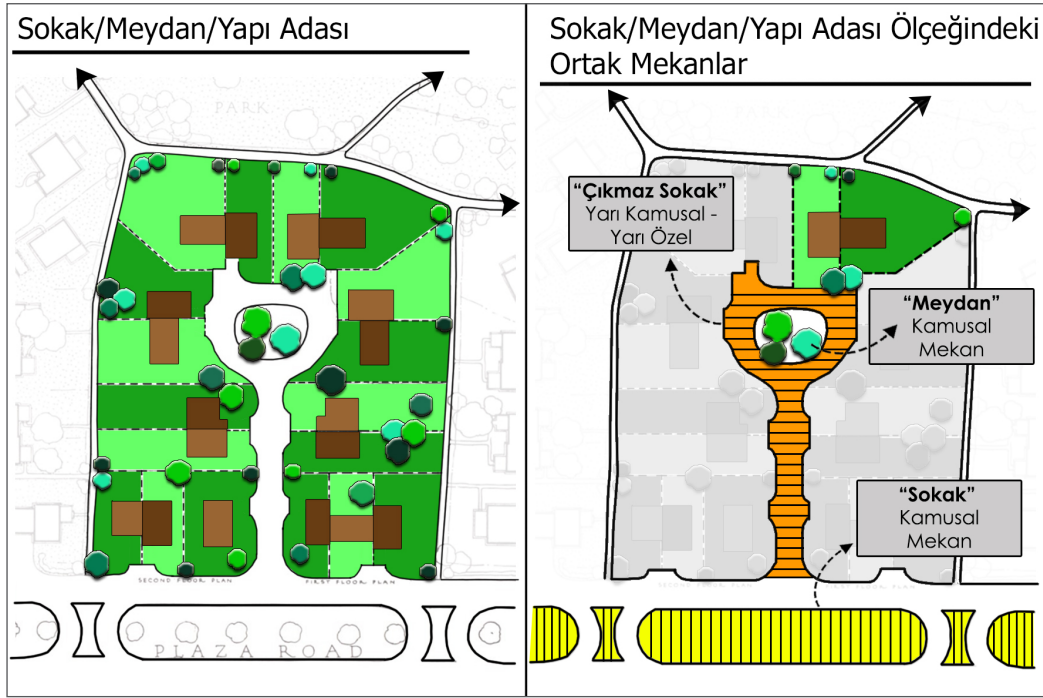 Sokak/Meydan/Yapı Adası
PARK
SECOND FLOOR PLAN
FIRST FLOOR PLAN
PLAZA ROAD
Sokak/Meydan/Yapı Adası Ölçeğindeki
Ortak Mekanlar
"Çıkmaz Sokak"
Yarı Kamusal -
Yarı Özel
"Meydan"
Kamusal
Mekan
"Sokak"
Kamusal
Mekan